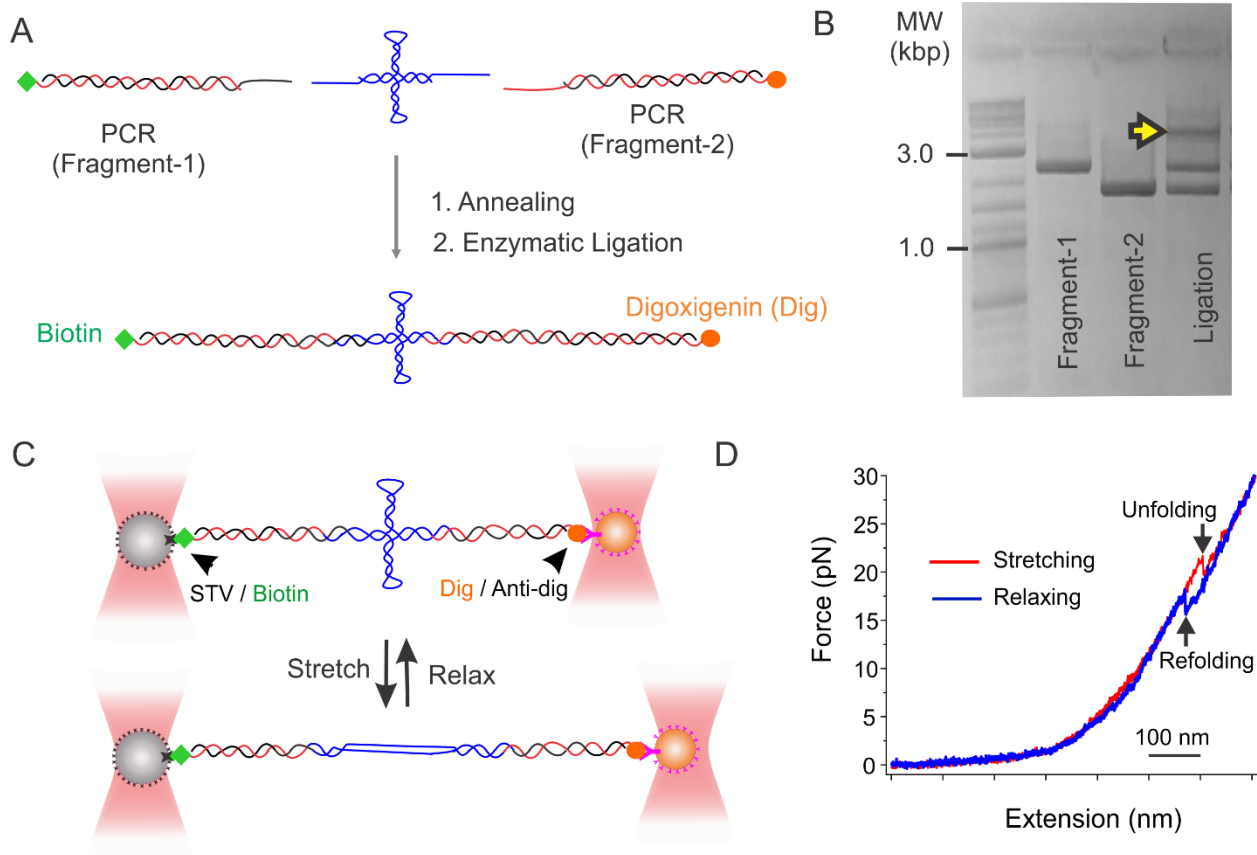 A
PCR
(Fragment-1)
PCR
(Fragment-2)
1. Annealing
2. Enzymatic Ligation
Biotin
Digoxigenin (Dig)
B
MW
(kbp)
3.0
1.0
Fragment-1
Fragment-2
Ligation
C
STV / Biotin
Dig / Anti-dig
Stretch
Relax
D
Force (pN)
30
25
20
15
10
5
0
Unfolding
Stretching
Relaxing
Refolding
100 nm
Extension (nm)